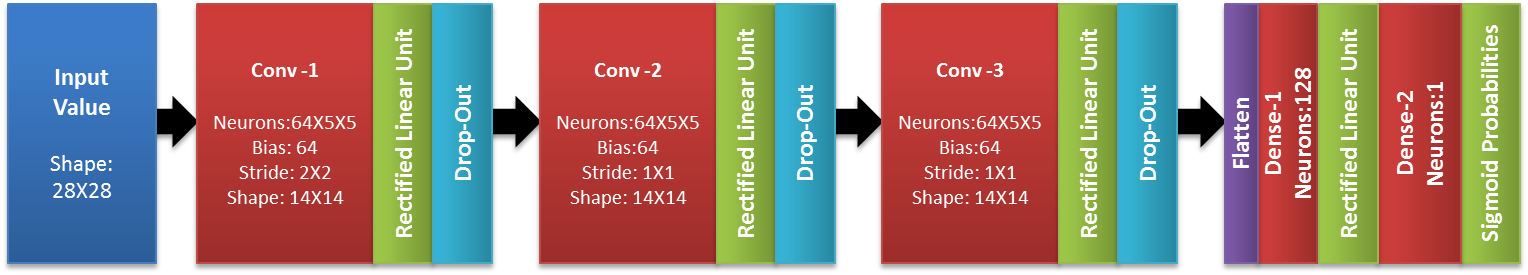 Input
Value
Shape:
28X28
Conv -1
Neurons:64X5X5
Bias: 64
Stride: 2X2
Shape: 14X14
Rectified Linear Unit
Drop-Out
Conv -2
Neurons:64X5X5
Bias: 64
Stride: 1X1
Shape: 14X14
Rectified Linear Unit
Drop-Out
Conv -3
Neurons:64X5X5
Bias:64
Stride: 1X1
Shape: 14X14
Rectified Linear Unit
Drop-Out
Flatten
Dense-1
Neurons:128
Rectified Linear Unit
Dense-2
Neurons:1
Sigmoid Probabilities